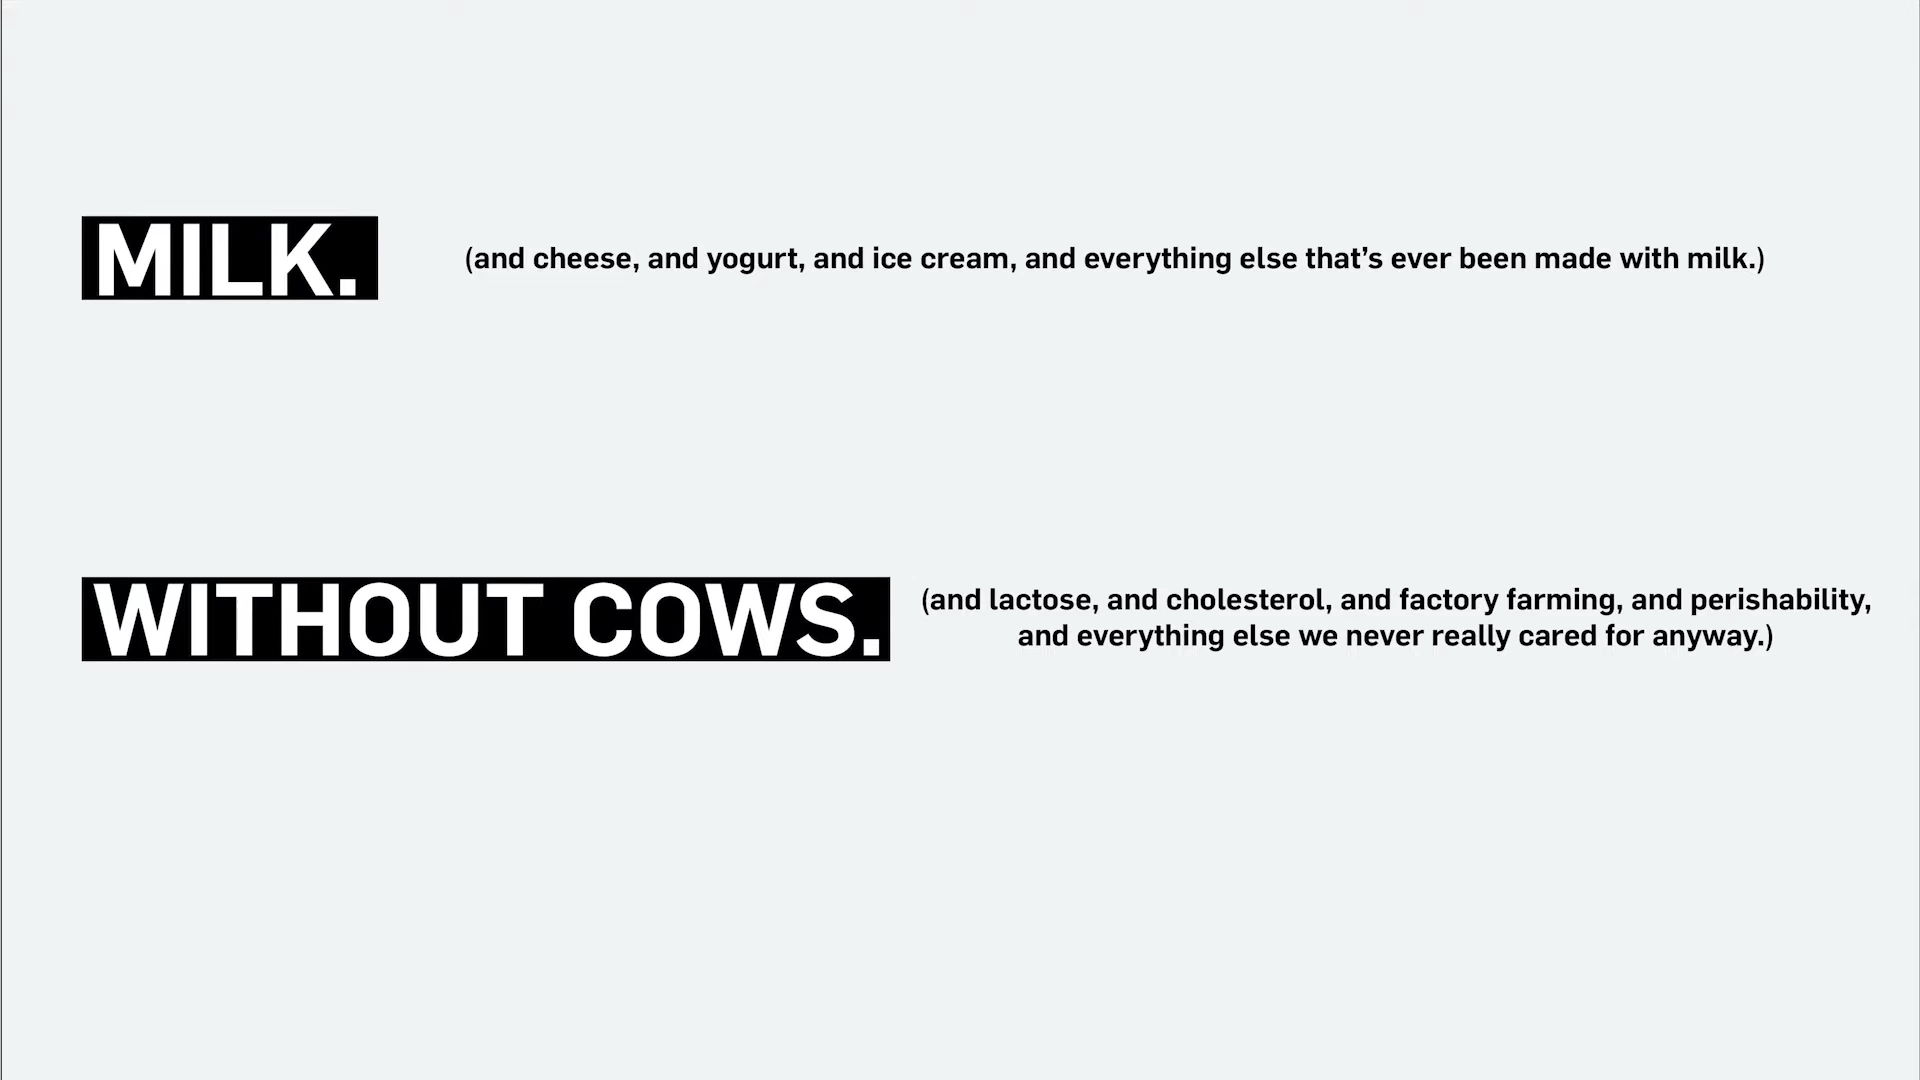 MILK.
(and cheese, and yogurt, and ice cream, and everything else that’s ever been made with milk.)
WITHOUT COWS.
(and lactose, and cholesterol, and factory farming, and perishability,
and everything else we never really cared for anyway.)